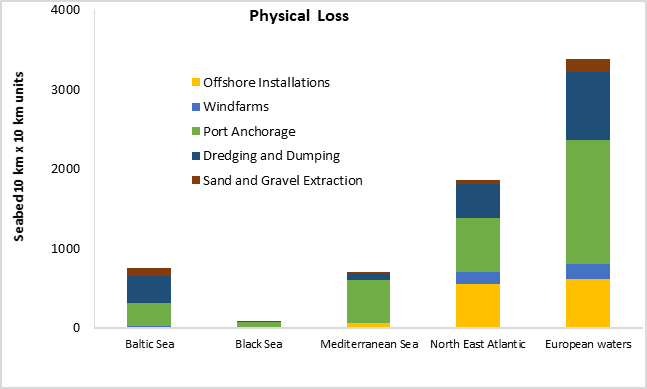 Physical Loss
Seabed 10 km x 10 km units
4000
3000
2000
1000
0
Offshore Installations
Windfarms
Port Anchorage
Dredging and Dumping
Sand and Gravel Extraction
Baltic Sea
Black Sea
Mediterranean Sea
North East Atlantic
European waters